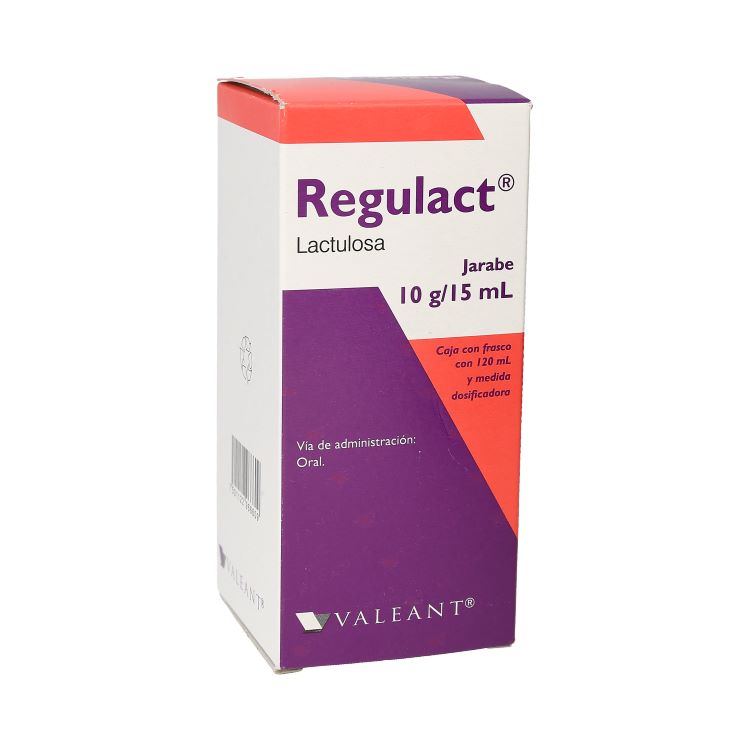 Regulact®
Lactulosa
Jarabe
10 g/15 mL
Caja con frasco
con 120 mL
y medida
dosificadora
Vía de administración:
Oral.
VALEANT®
VALEANT®